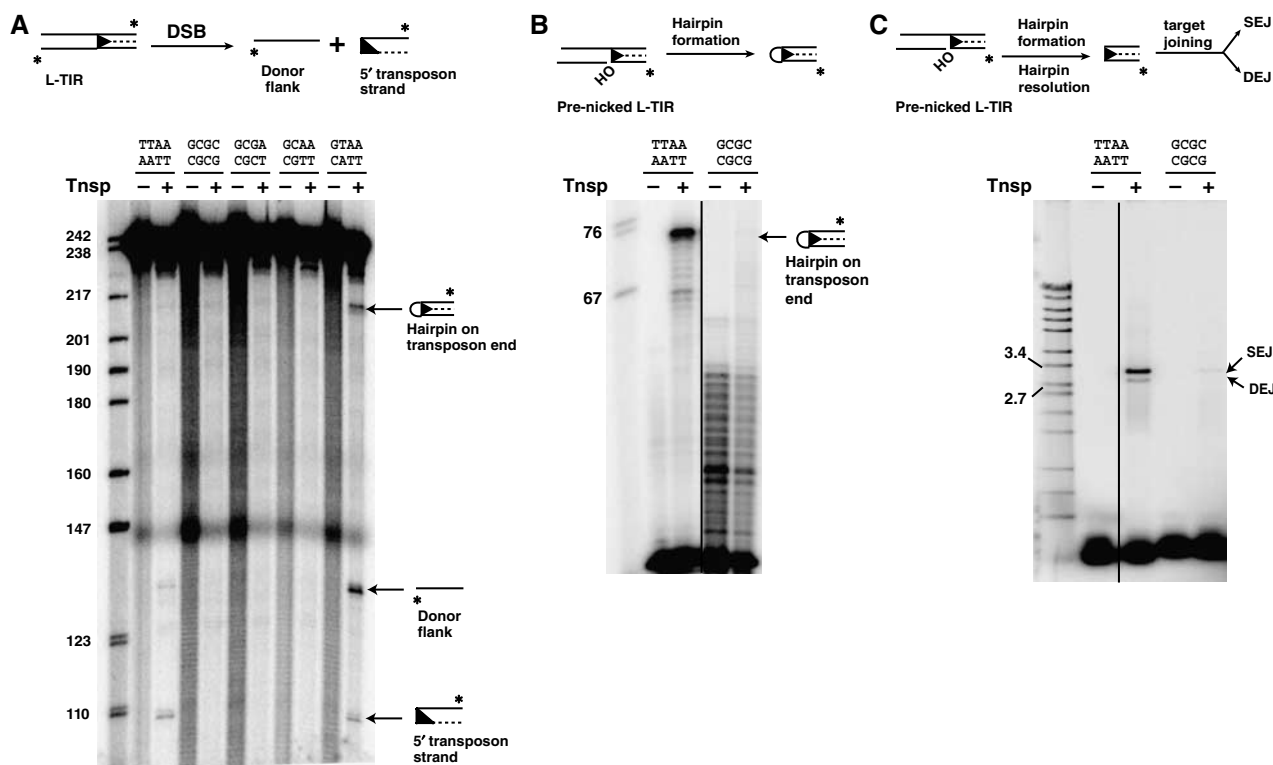 A
*
DSB
+
*
*
*
L-TIR
Donor
flank
5′ transposon
strand
TTAA GCGC GCGA GCAA GTAA
AATT CGCG CGCT CGTT CATT
Tnsp − + − + − + − + − +
242
238
217
201
190
180
160
147
123
110
*
Hairpin on
transposon end
*
Donor
flank
*
5′ transposon
strand
B
Hairpin
formation
HO
*
*
Pre-nicked L-TIR
TTAA GCGC
AATT CGCG
Tnsp − + − +
76
67
*
Hairpin on
transposon
end
C
Hairpin
formation
Hairpin
resolution
target
joining
SEJ
DEJ
HO
*
*
Pre-nicked L-TIR
TTAA GCGC
AATT CGCG
Tnsp − + − +
3.4
2.7
SEJ
DEJ